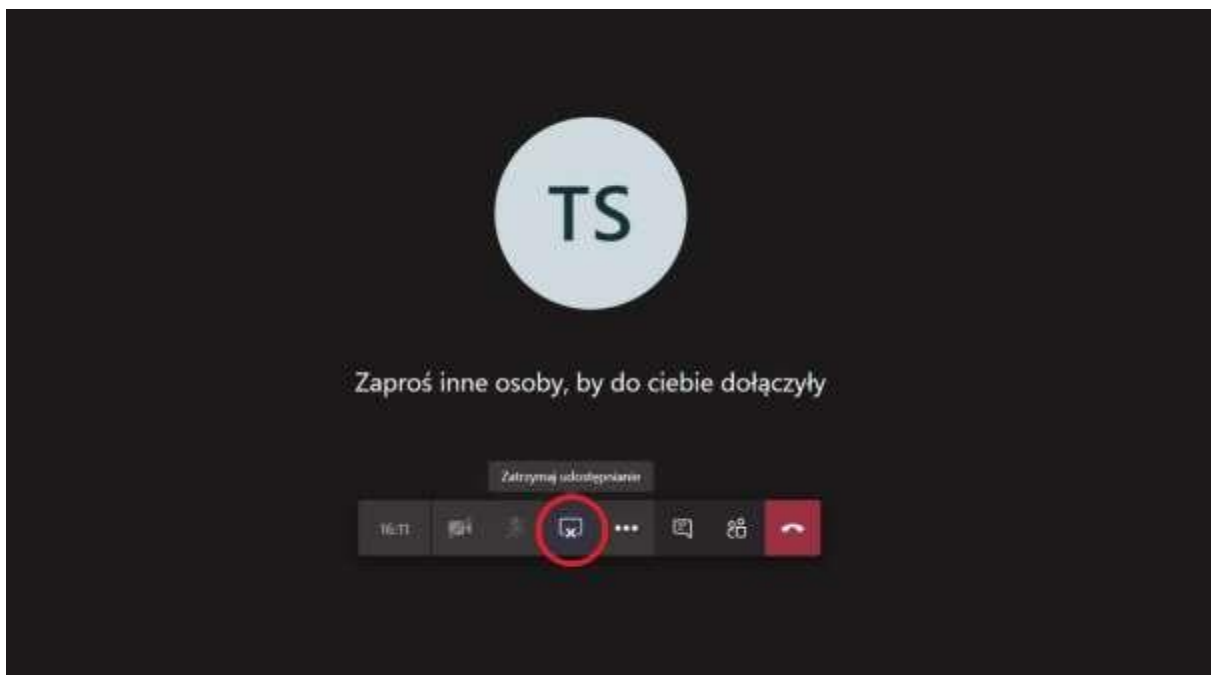 TS
Zaproś inne osoby, by do ciebie dołączyły
Zatrzymaj udostępnianie
16:11